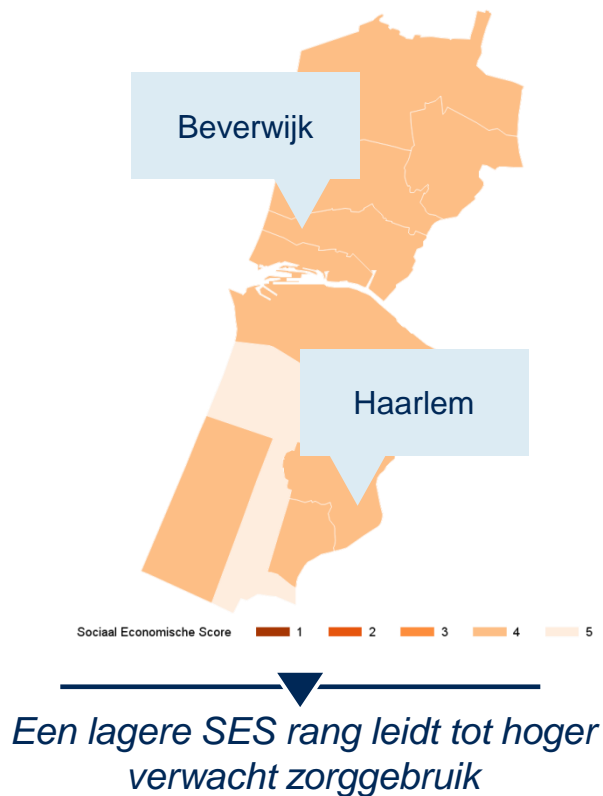 Beverwijk
Haarlem
Sociaal Economische Score 1 2 3 4 5
Een lagere SES rang leidt tot hoger
verwacht zorggebruik